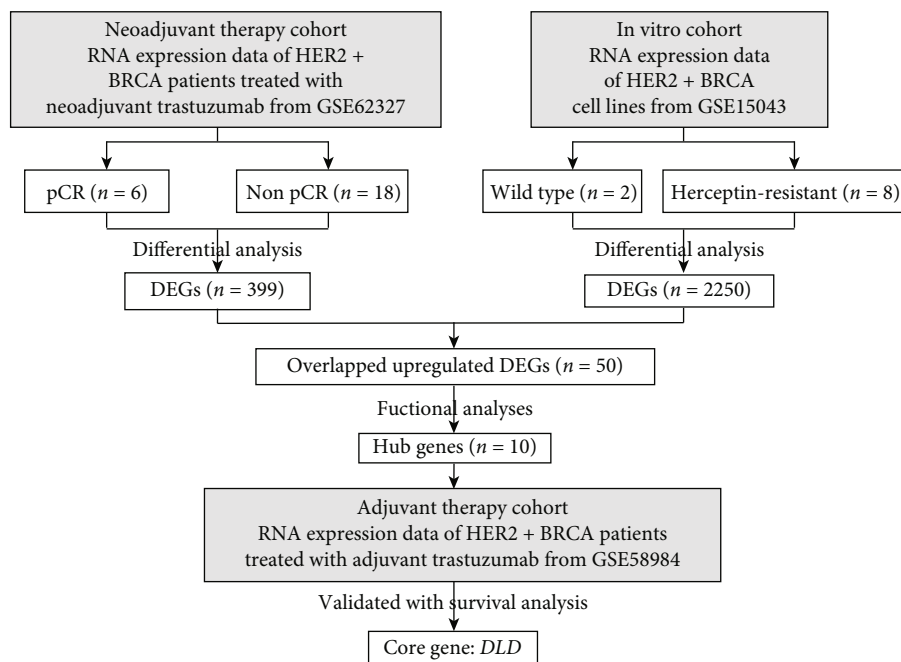 Neoadjuvant therapy cohort
RNA expression data of HER2 +
BRCA patients treated with
neoadjuvant trastuzumab from GSE62327
In vitro cohort
RNA expression data
of HER2 + BRCA
cell lines from GSE15043
pCR (n = 6)
Non pCR (n = 18)
Wild type (n = 2)
Herceptin-resistant (n = 8)
Differential analysis
Differential analysis
DEGs (n = 399)
DEGs (n = 2250)
Overlapped upregulated DEGs (n = 50)
Fuctional analyses
Hub genes (n = 10)
Adjuvant therapy cohort
RNA expression data of HER2 + BRCA patients
treated with adjuvant trastuzumab from GSE58984
Validated with survival analysis
Core gene: DLD